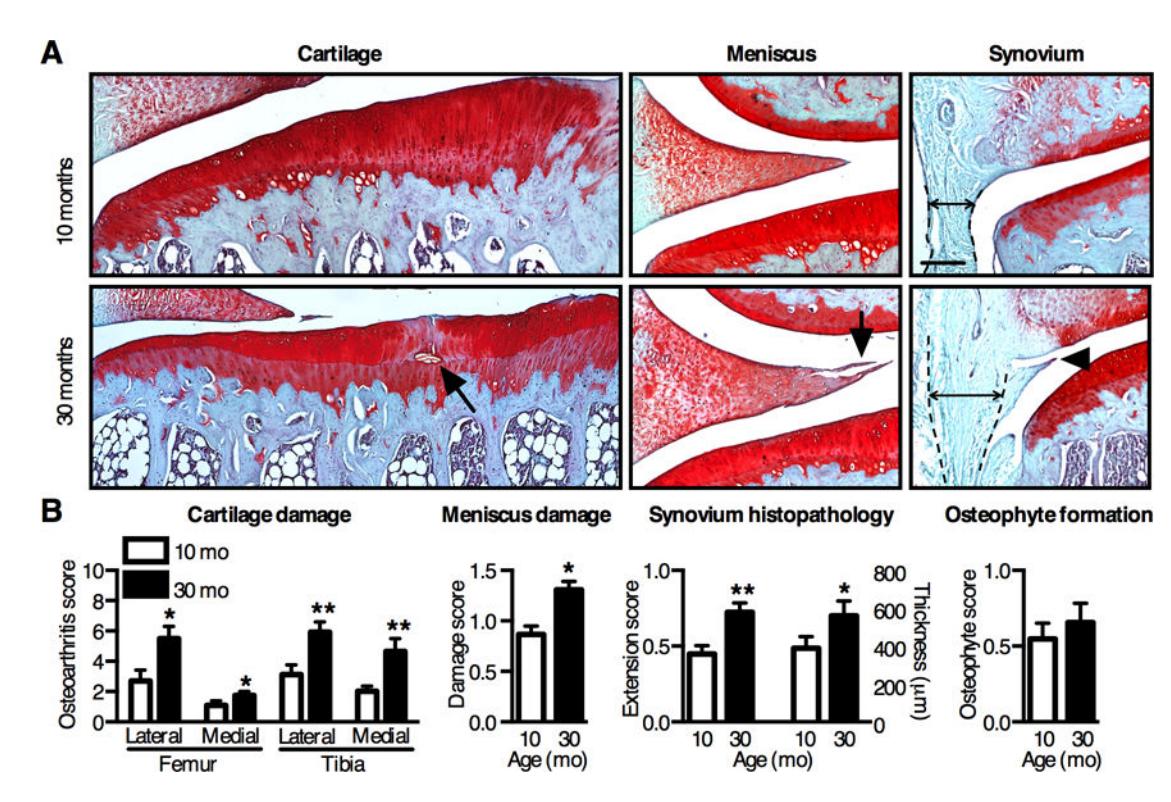 A
Cartilage
Meniscus
Synovium
10 months
30 months
B
Cartilage damage
Meniscus damage
Synovium histopathology
Osteophyte formation
10 mo
30 mo
Osteoarthritis score
10
8
6
4
2
0
* * ** **
Lateral Medial Lateral Medial
Femur Tibia
Damage score
1.5
1.0
0.5
0.0
*
10 30
Age (mo)
Extension score
1.0
0.5
0.0
** *
10 30 10 30
Age (mo)
800
600
400
200
0
Thickness (μm)
Osteophyte score
1.0
0.5
0.0
10 30
Age (mo)